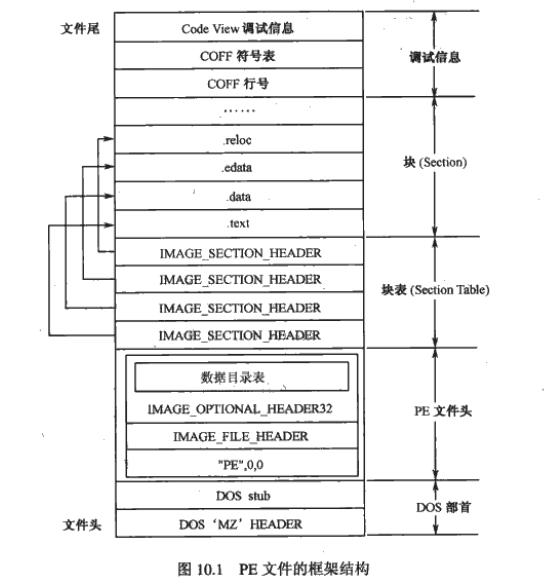 文件尾
Code View 调试信息
COFF 符号表
COFF 行号
调试信息
……
.reloc
.edata
.data
.text
块 (Section)
IMAGE_SECTION_HEADER
IMAGE_SECTION_HEADER
IMAGE_SECTION_HEADER
IMAGE_SECTION_HEADER
块表 (Section Table)
数据目录表
IMAGE_OPTIONAL_HEADER32
IMAGE_FILE_HEADER
"PE",0,0
PE 文件头
DOS stub
DOS 'MZ' HEADER
DOS 部首
文件头
图 10.1 PE 文件的框架结构